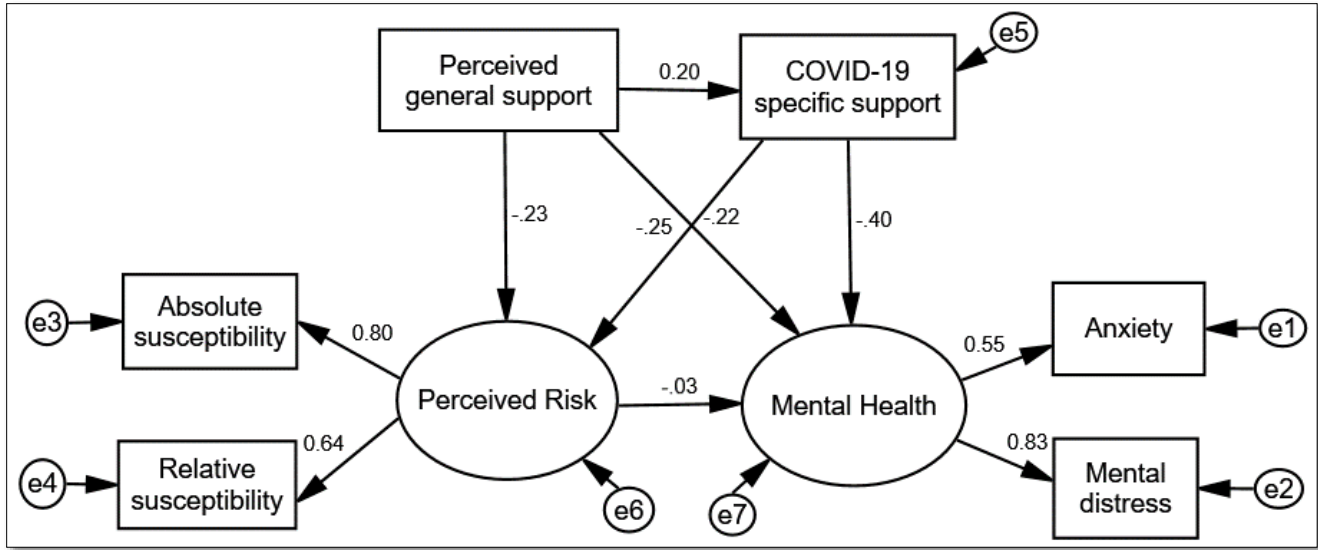 Perceived
general support
0.20
COVID-19
specific support
e5
-.23
-.25
-.22
-.40
e3
Absolute
susceptibility
0.80
Perceived Risk
-.03
Mental Health
0.55
Anxiety
e1
e4
Relative
susceptibility
0.64
e6
e7
0.83
Mental
distress
e2